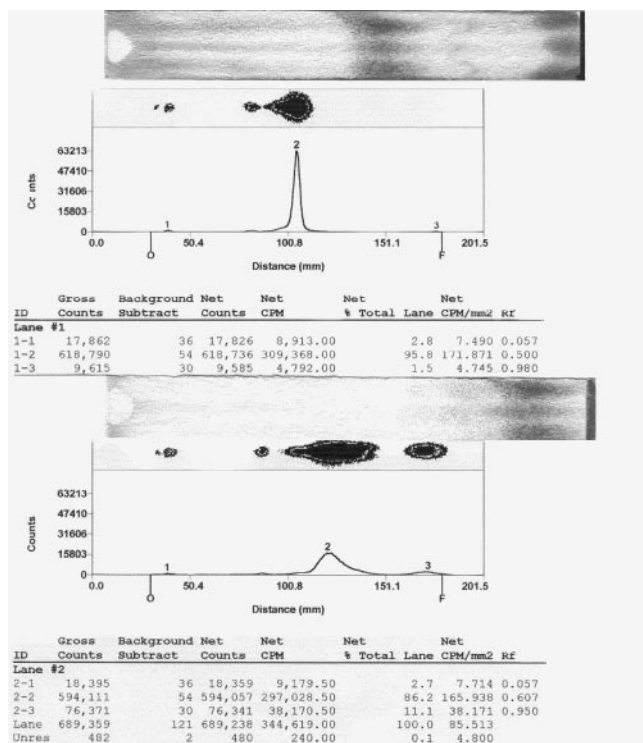 2
63213
47410
31606
15803
0
1
3
0.0
50.4
100.8
151.1
201.5
O
F
Distance (mm)
Gross Background Net Net Net Net
ID Counts Subtract Counts CPM % Total Lane CPM/mm2 Rf
Lane #1
1-1 17,862 36 17,826 8,913.00 2.8 7.490 0.057
1-2 618,790 54 618,736 309,368.00 95.8 171.871 0.500
1-3 9,615 30 9,585 4,792.00 1.5 4.745 0.980
63213
47410
31606
15803
0
Counts
1
2
3
0.0
50.4
100.8
151.1
201.5
O
F
Distance (mm)
Gross Background Net Net Net Net
ID Counts Subtract Counts CPM % Total Lane CPM/mm2 Rf
Lane #2
2-1 18,395 36 18,359 9,179.50 2.7 7.714 0.057
2-2 594,111 54 594,057 297,028.50 86.2 165.938 0.607
2-3 76,371 30 76,341 38,170.50 11.1 38.171 0.950
Lane 689,359 121 689,238 344,619.00 100.0 85.513
Unres 482 2 480 240.00 0.1 4.800